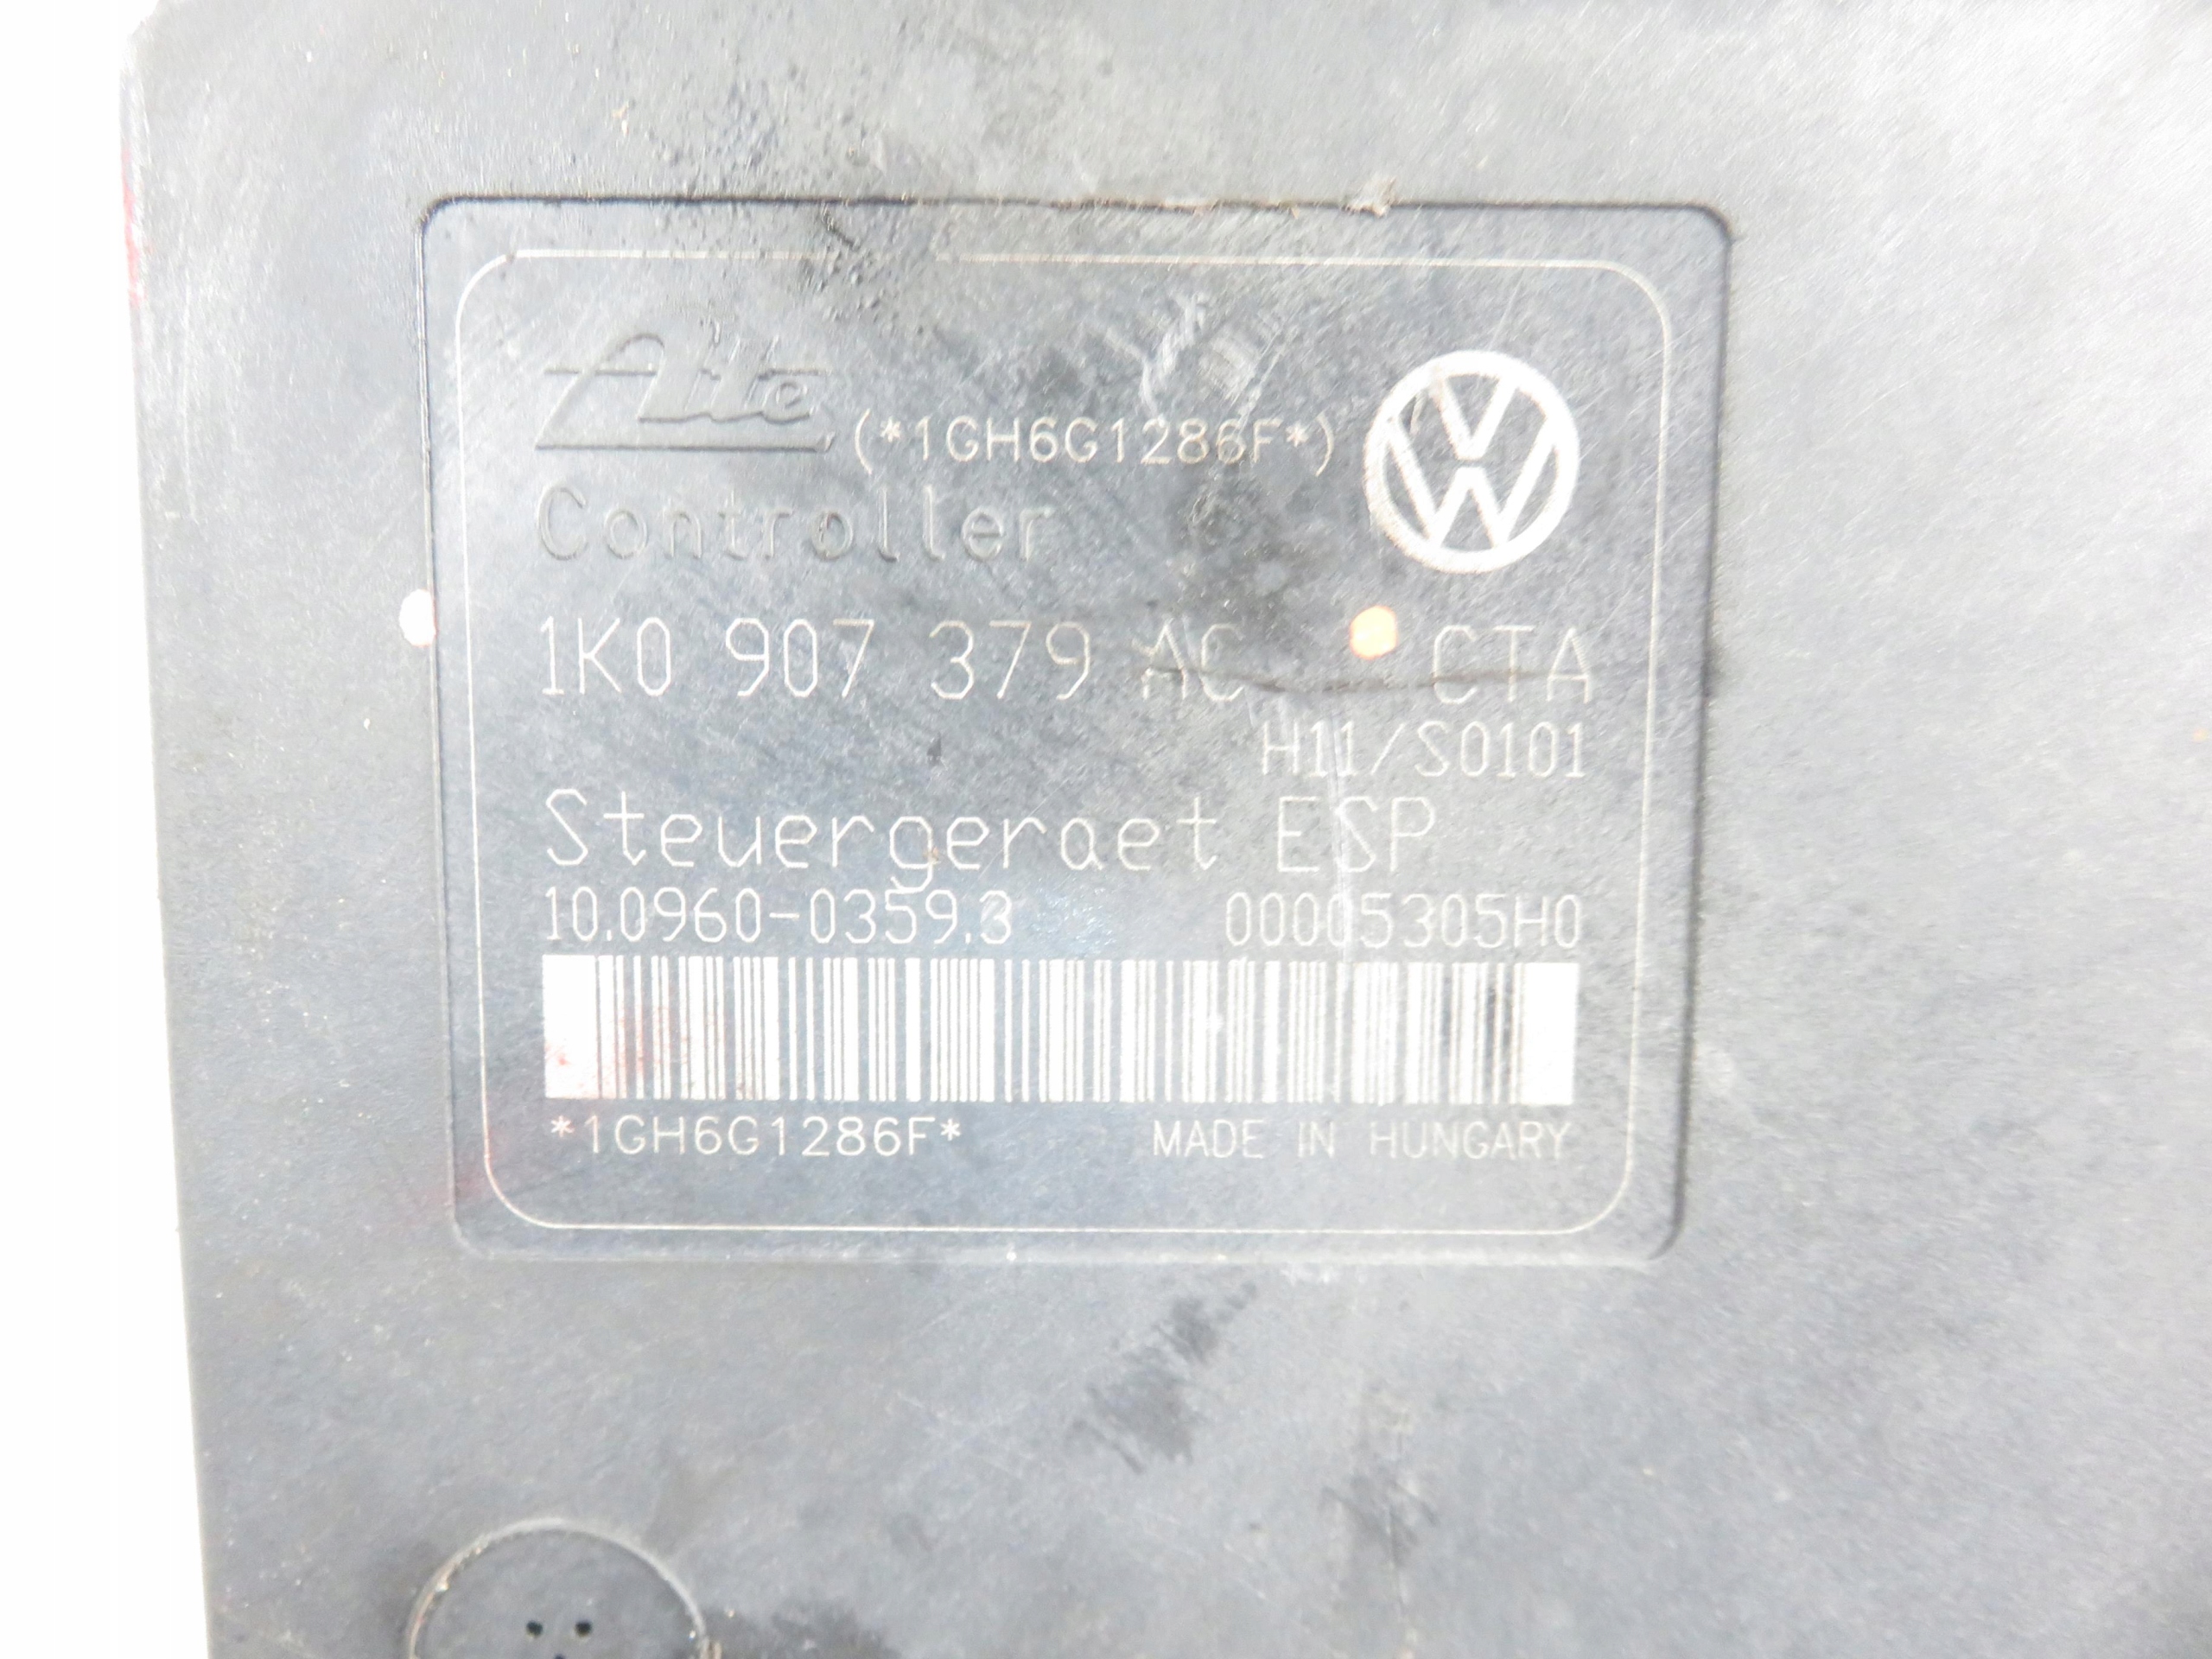 Ate (*1GH6G1286F*)
Controller
1K0 907 379 AC CTA
H11/S0101
Steuergeraet ESP
10.0960-0359.3 00005305H0
*1GH6G1286F* MADE IN HUNGARY